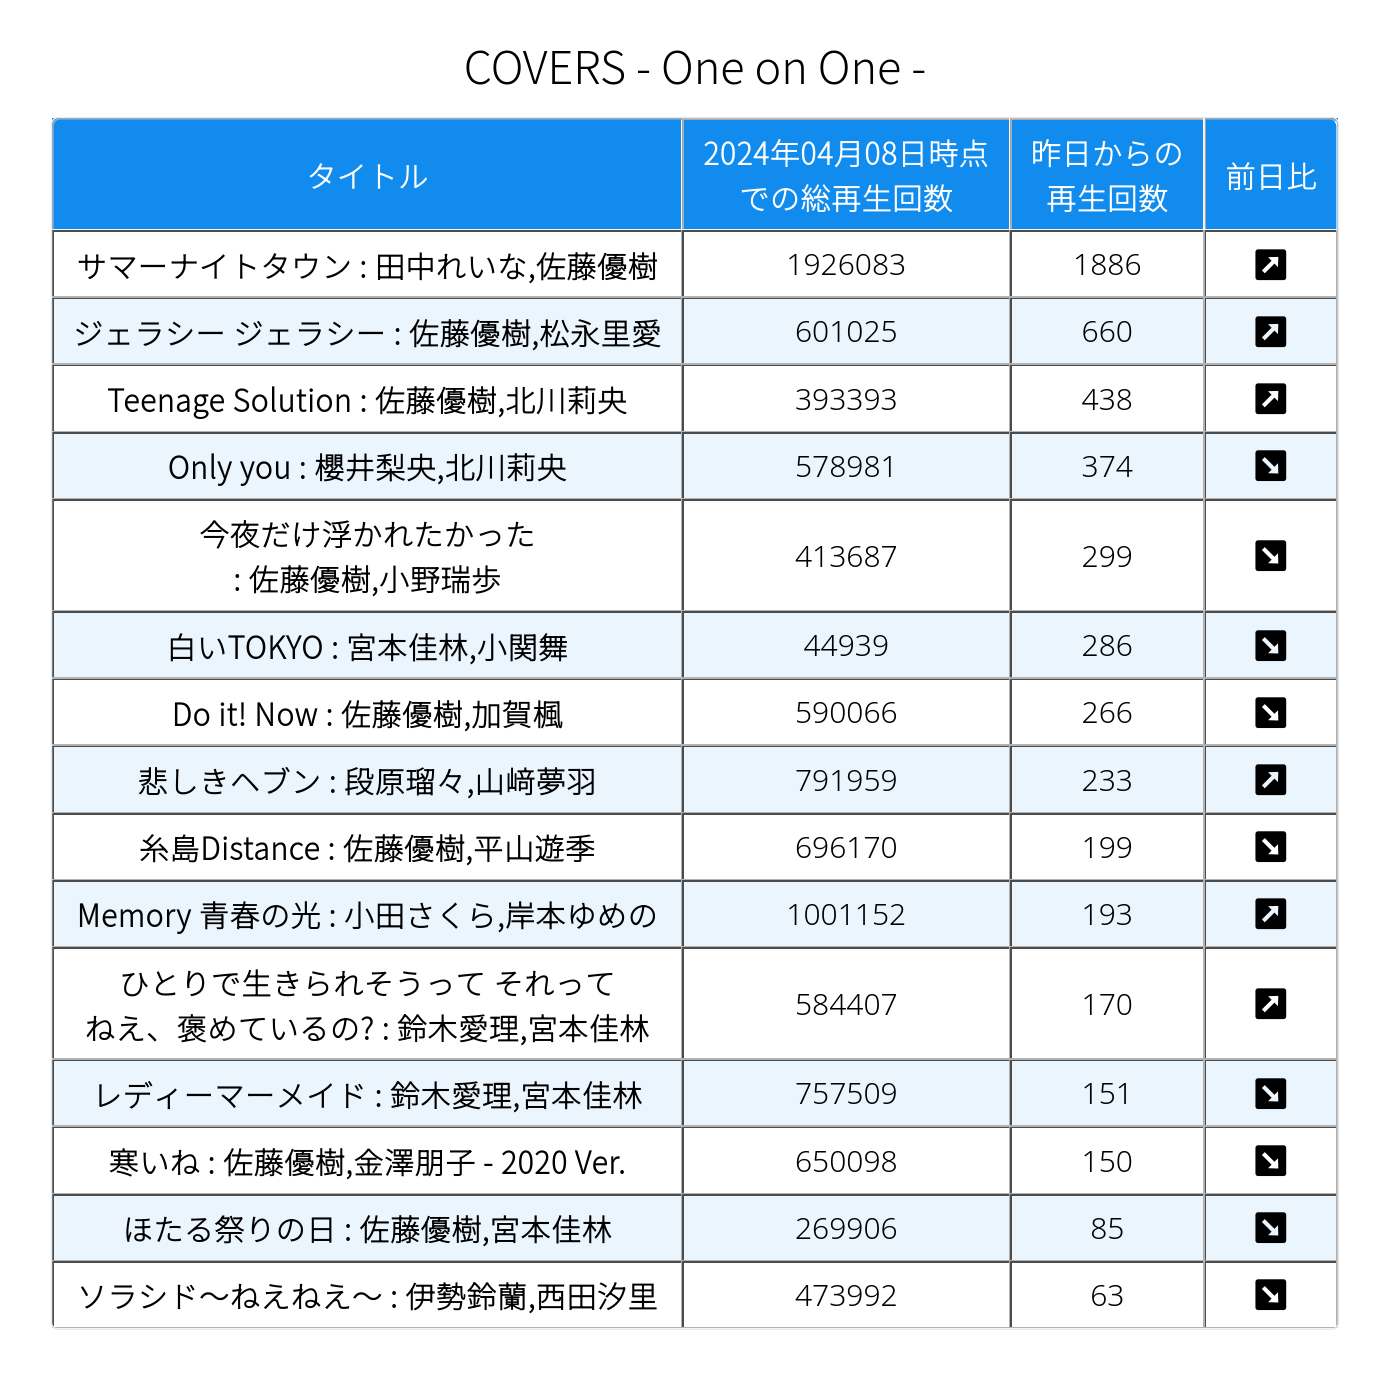 COVERS - One on One -
タイトル
2024年04月08日時点
での総再生回数
昨日からの
再生回数
前日比
サマーナイトタウン : 田中れいな,佐藤優樹
1926083
1886
ジェラシー ジェラシー : 佐藤優樹,松永里愛
601025
660
Teenage Solution : 佐藤優樹,北川莉央
393393
438
Only you : 櫻井梨央,北川莉央
578981
374
今夜だけ浮かれたかった
: 佐藤優樹,小野瑞歩
413687
299
白いTOKYO : 宮本佳林,小関舞
44939
286
Do it! Now : 佐藤優樹,加賀楓
590066
266
悲しきヘブン : 段原瑠々,山﨑夢羽
791959
233
糸島Distance : 佐藤優樹,平山遊季
696170
199
Memory 青春の光 : 小田さくら,岸本ゆめの
1001152
193
ひとりで生きられそうって それって
ねえ、褒めているの? : 鈴木愛理,宮本佳林
584407
170
レディーマーメイド : 鈴木愛理,宮本佳林
757509
151
寒いね : 佐藤優樹,金澤朋子 - 2020 Ver.
650098
150
ほたる祭りの日 : 佐藤優樹,宮本佳林
269906
85
ソラシド〜ねえねえ〜 : 伊勢鈴蘭,西田汐里
473992
63